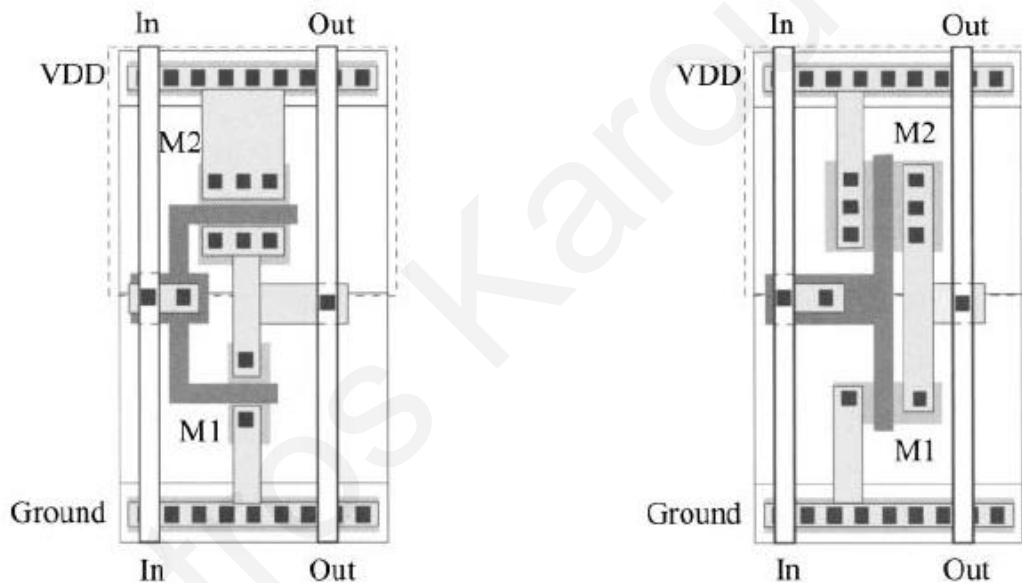 In Out In Out
VDD VDD
M2 M2
M1 M1
Ground Ground
In Out In Out